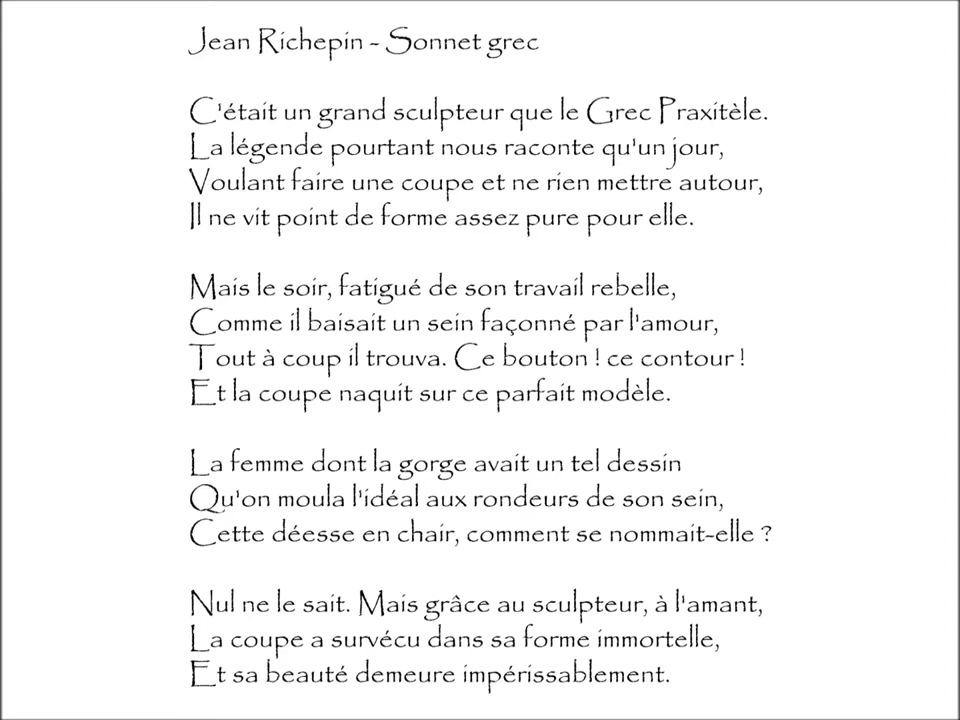 Jean Richepin - Sonnet grec
C'était un grand sculpteur que le Grec Praxitèle.
La légende pourtant nous raconte qu'un jour,
Voulant faire une coupe et ne rien mettre autour,
Il ne vit point de forme assez pure pour elle.
Mais le soir, fatigué de son travail rebelle,
Comme il baisait un sein façonné par l'amour,
Tout à coup il trouva. Ce bouton ! ce contour !
Et la coupe naquit sur ce parfait modèle.
La femme dont la gorge avait un tel dessin
Qu'on moula l'idéal aux rondeurs de son sein,
Cette déesse en chair, comment se nommait-elle ?
Nul ne le sait. Mais grâce au sculpteur, à l'amant,
La coupe a survécu dans sa forme immortelle,
Et sa beauté demeure impérissablement.